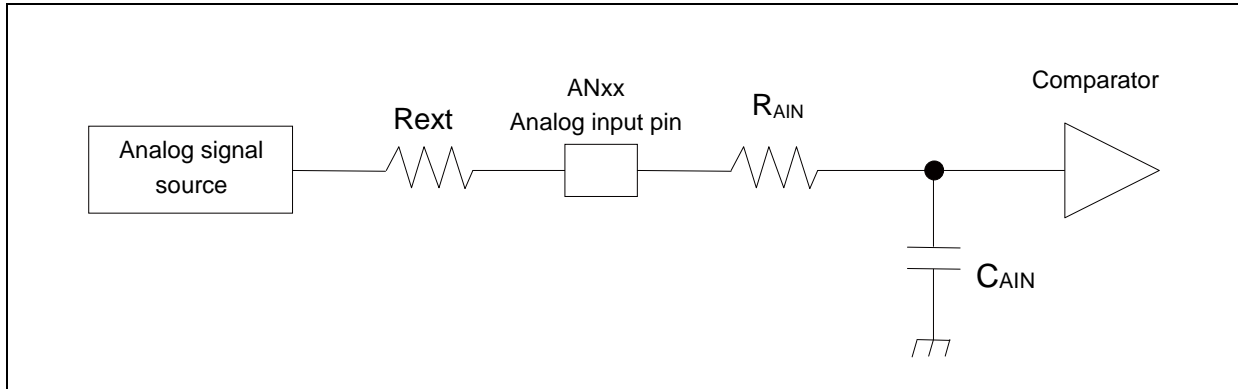 Analog signal
source
Rext
ANxx
Analog input pin
RAIN
Comparator
CAIN